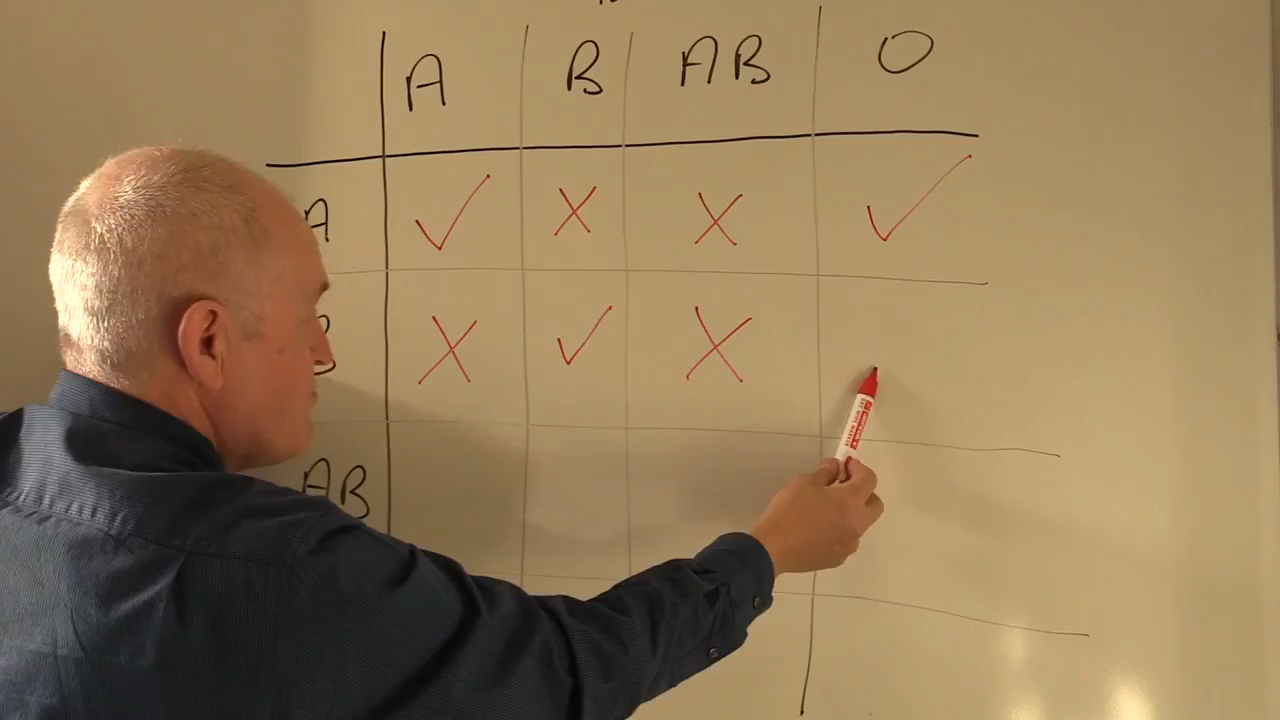 A B AB O
A ✓ X X ✓
B X ✓ X
AB